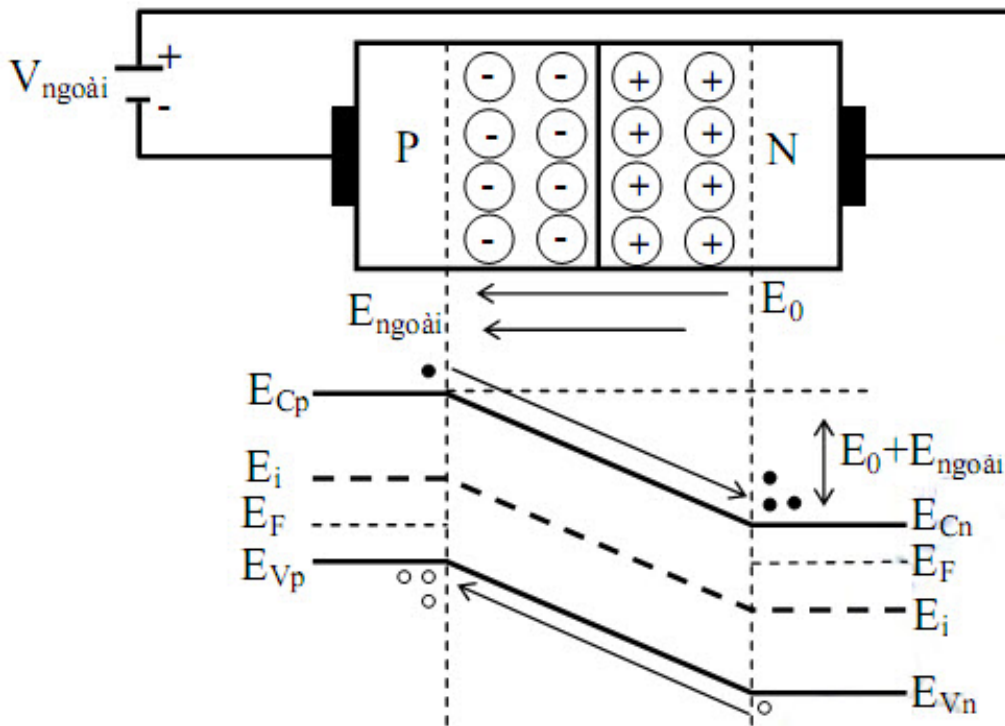 +
V_ngoài
-
P
N
- - + +
- - + +
- - + +
- - + +
E_0
E_ngoài
E_Cp
E_0+E_ngoài
E_i
E_F
E_Cn
E_Vp
E_F
E_i
E_Vn